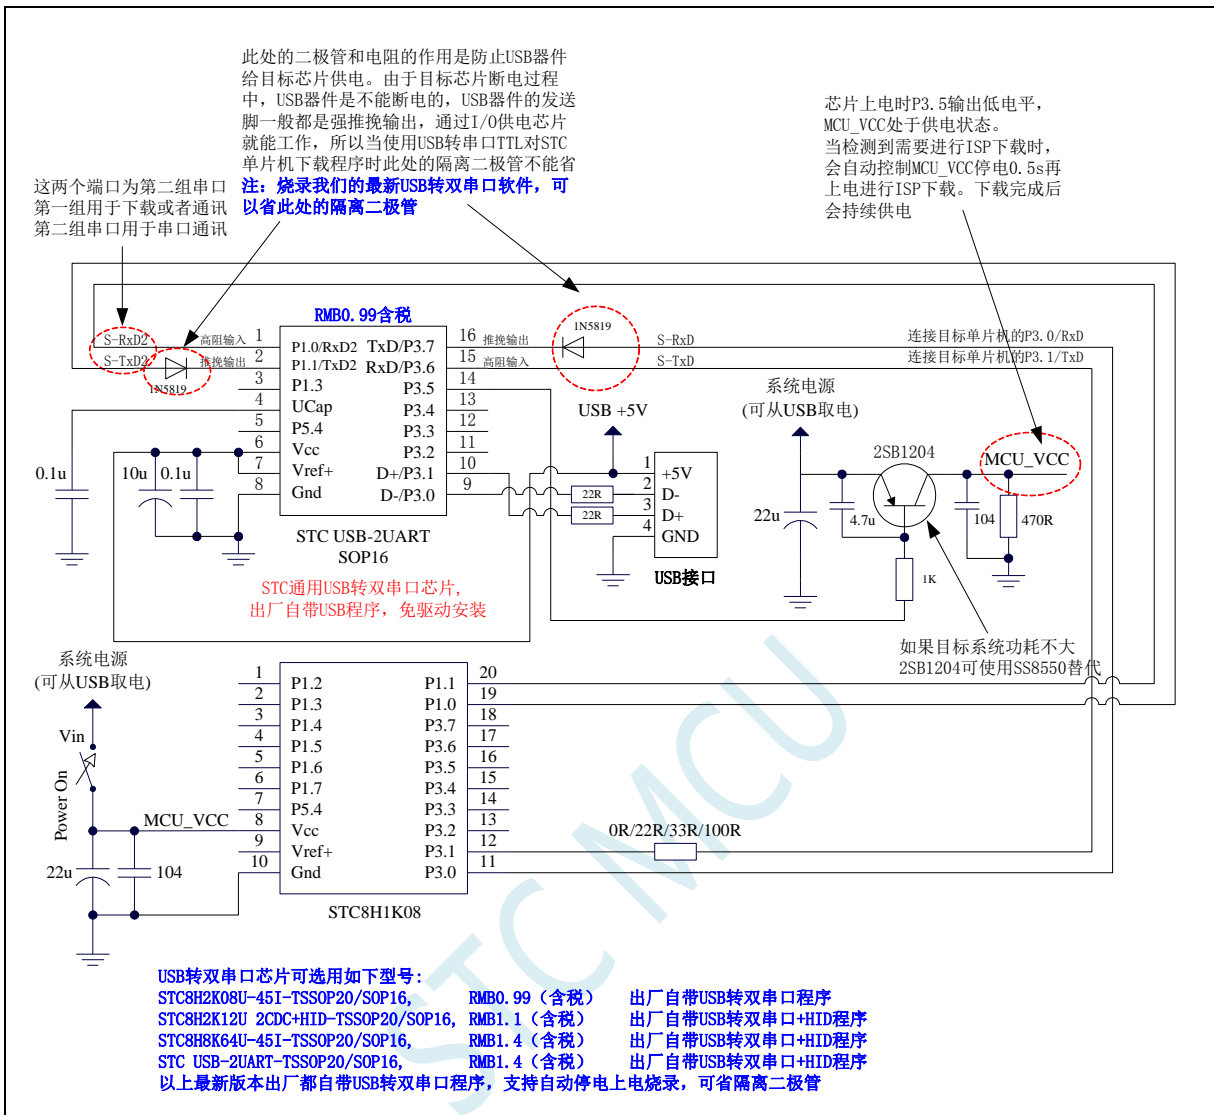 此处的二极管和电阻的作用是防止USB器件
给目标芯片供电。由于目标芯片断电过程
中，USB器件是不能断电的，USB器件的发送
脚一般都是强推挽输出，通过I/0供电芯片
就能工作，所以当使用USB转串口TTL对STC
单片机下载程序时此处的隔离二极管不能省
注：烧录我们的最新USB转双串口软件，可
以省此处的隔离二极管
芯片上电时P3.5输出低电平，
MCU_VCC处于供电状态。
当检测到需要进行ISP下载时，
会自动控制MCU_VCC停电0.5s再
上电进行ISP下载。下载完成后
会持续供电
这两个端口为第二组串口
第一组用于下载或者通讯
第二组串口用于串口通讯
RMB0.99含税
S-RxD2 高阻输入 1 P1.0/RxD2 TxD/P3.7 16 推挽输出 1N5819 S-RxD 连接目标单片机的P3.0/RxD
S-TxD2 1N5819 推挽输出 2 P1.1/TxD2 RxD/P3.6 15 高阻输入 S-TxD 连接目标单片机的P3.1/TxD
3 P1.3 P3.5 14
4 UCap P3.4 13
5 P5.4 P3.3 12
6 Vcc P3.2 11
7 Vref+ D+/P3.1 10
8 Gnd D-/P3.0 9
0.1u
10u
0.1u
STC USB-2UART
SOP16
STC通用USB转双串口芯片，
出厂自带USB程序，免驱动安装
USB +5V
22R
22R
1 +5V
2 D-
3 D+
4 GND
USB接口
系统电源
(可从USB取电)
2SB1204
MCU_VCC
22u
4.7u
104
470R
1K
如果目标系统功耗不大
2SB1204可使用SS8550替代
系统电源
(可从USB取电)
Vin
Power On
MCU_VCC
22u
104
1 P1.2 P1.1 20
2 P1.3 P1.0 19
3 P1.4 P3.7 18
4 P1.5 P3.6 17
5 P1.6 P3.5 16
6 P1.7 P3.4 15
7 P5.4 P3.3 14
8 Vcc P3.2 13
9 Vref+ P3.1 12
10 Gnd P3.0 11
0R/22R/33R/100R
STC8H1K08
STC MCU
USB转双串口芯片可选用如下型号:
STC8H2K08U-45I-TSSOP20/SOP16, RMB0.99（含税） 出厂自带USB转双串口程序
STC8H2K12U 2CDC+HID-TSSOP20/SOP16, RMB1.1（含税） 出厂自带USB转双串口+HID程序
STC8H8K64U-45I-TSSOP20/SOP16, RMB1.4（含税） 出厂自带USB转双串口+HID程序
STC USB-2UART-TSSOP20/SOP16, RMB1.4（含税） 出厂自带USB转双串口+HID程序
以上最新版本出厂都自带USB转双串口程序，支持自动停电上电烧录，可省隔离二极管